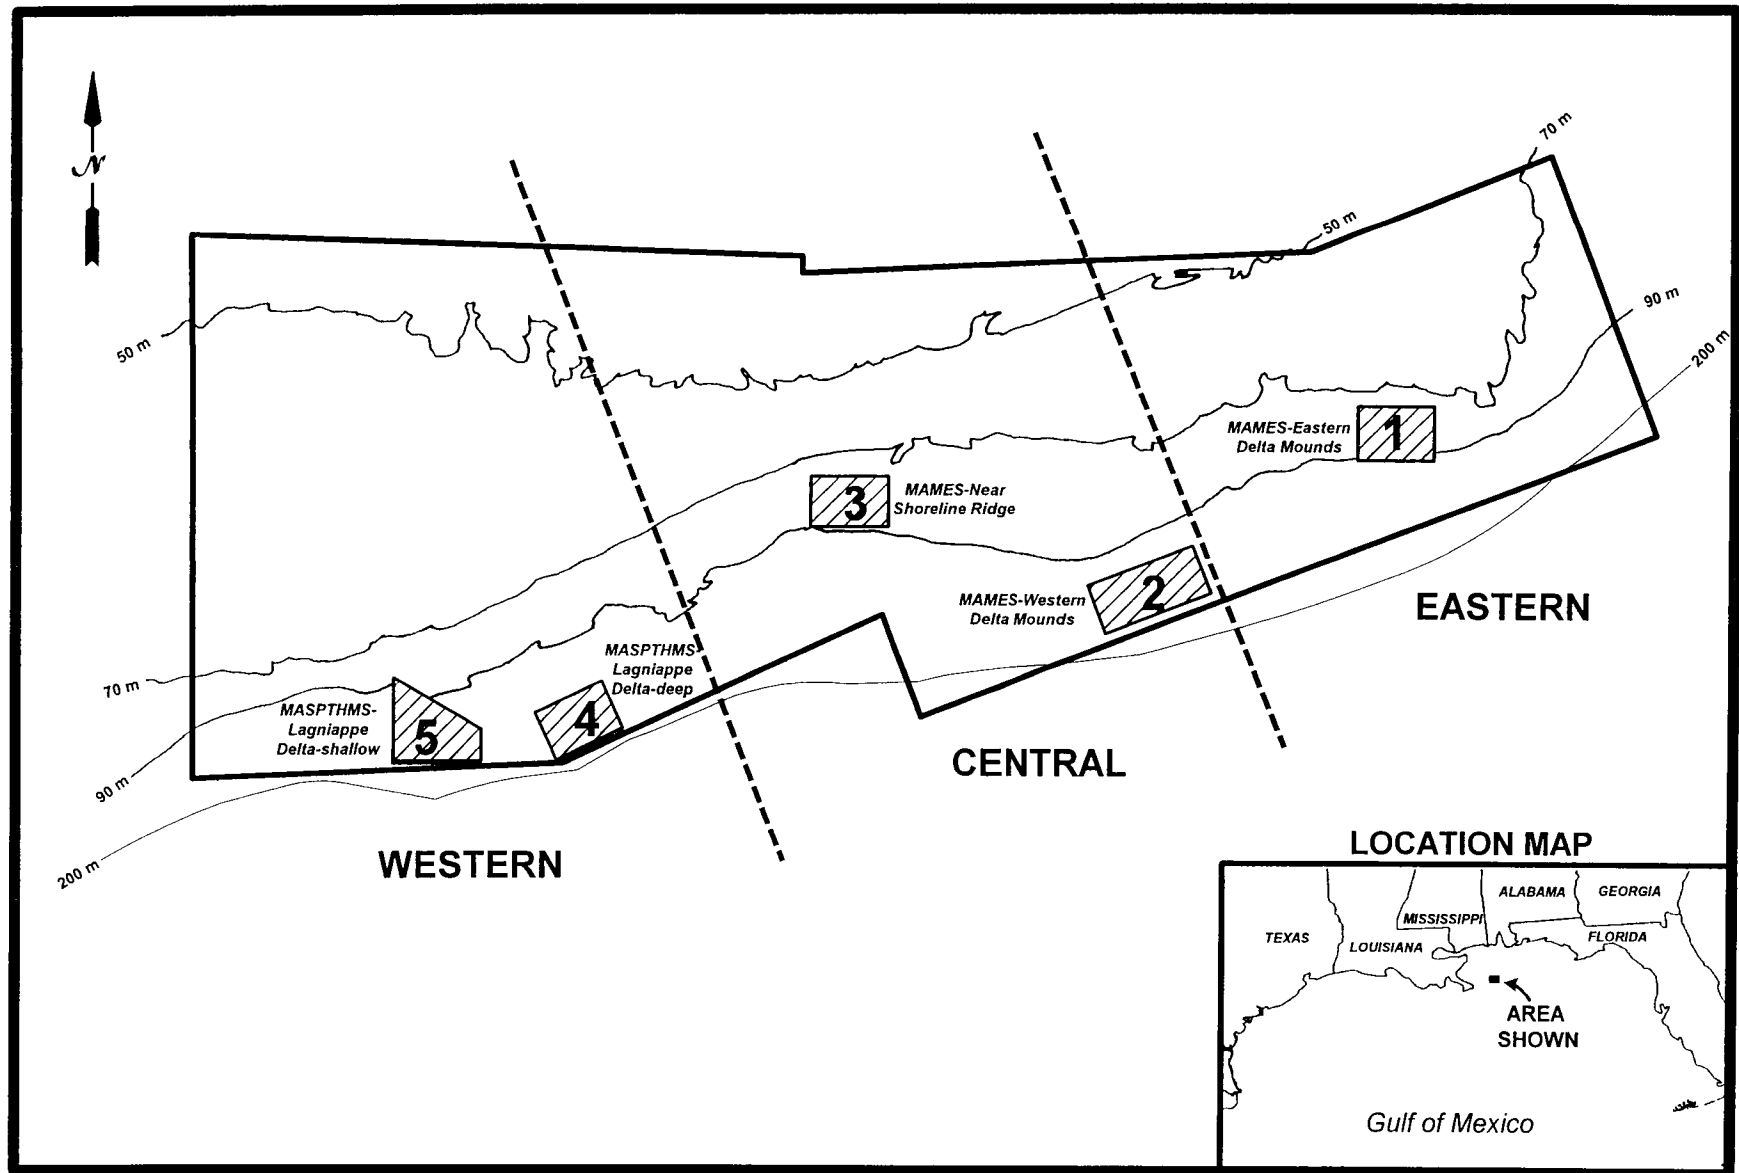 N
70 m
50 m
90 m
50 m
200 m
MAMES-Eastern
Delta Mounds
1
3
MAMES-Near
Shoreline Ridge
MAMES-Western
Delta Mounds
2
EASTERN
MASPTHMS-
Lagniappe
Delta-deep
4
70 m
MASPTHMS-
Lagniappe
Delta-shallow
5
90 m
CENTRAL
200 m
WESTERN
LOCATION MAP
ALABAMA
GEORGIA
MISSISSIPPI
TEXAS
LOUISIANA
FLORIDA
AREA
SHOWN
Gulf of Mexico